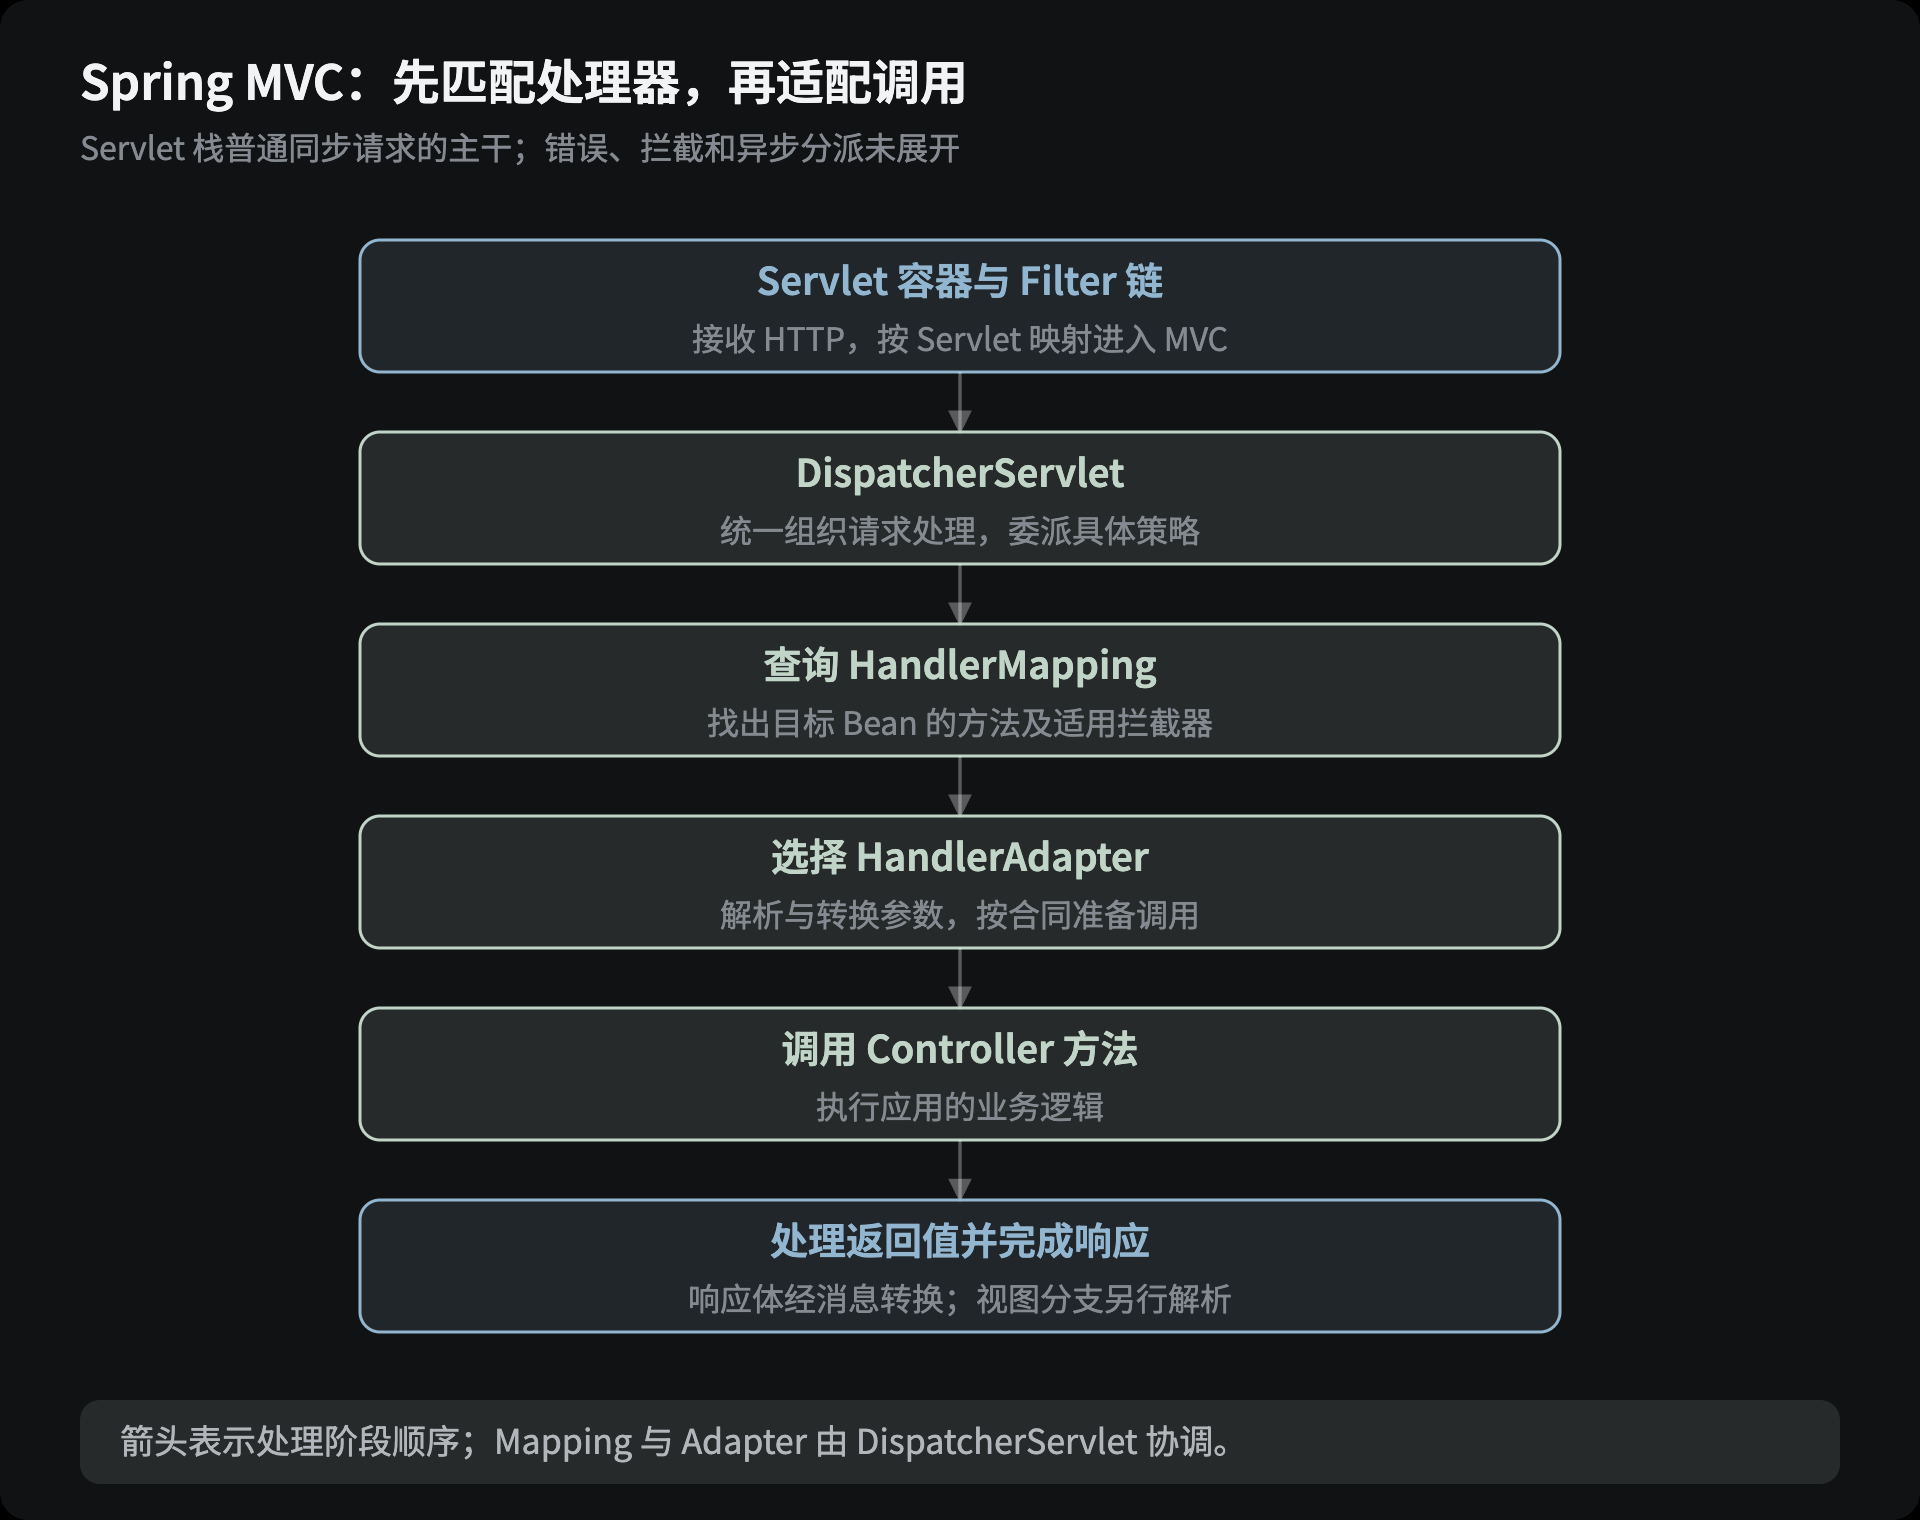 Spring MVC：先匹配处理器，再适配调用
Servlet 栈普通同步请求的主干；错误、拦截和异步分派未展开
Servlet 容器与 Filter 链
接收 HTTP，按 Servlet 映射进入 MVC
DispatcherServlet
统一组织请求处理，委派具体策略
查询 HandlerMapping
找出目标 Bean 的方法及适用拦截器
选择 HandlerAdapter
解析与转换参数，按合同准备调用
调用 Controller 方法
执行应用的业务逻辑
处理返回值并完成响应
响应体经消息转换；视图分支另行解析
箭头表示处理阶段顺序；Mapping 与 Adapter 由 DispatcherServlet 协调。